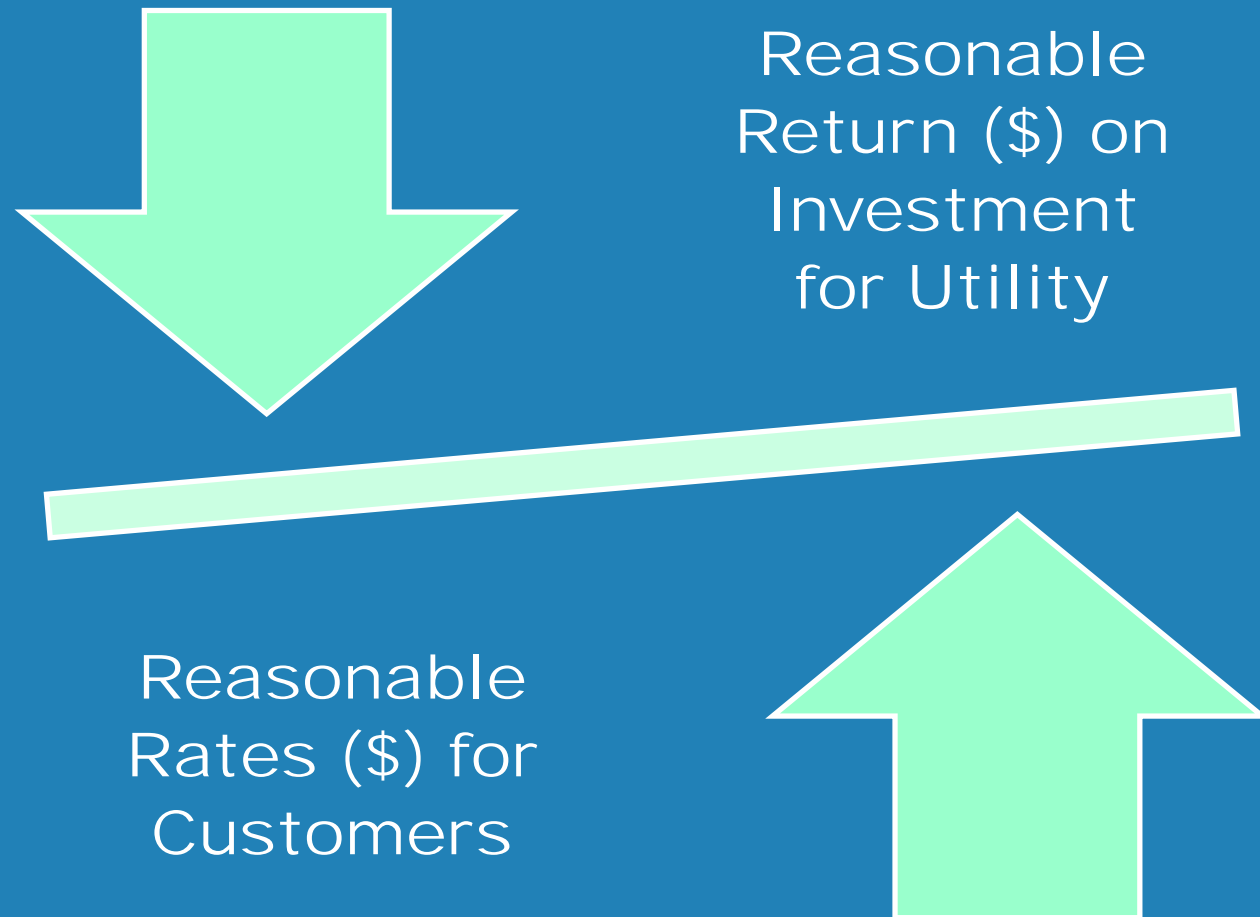 Reasonable
Return ($) on
Investment
for Utility
Reasonable
Rates ($) for
Customers